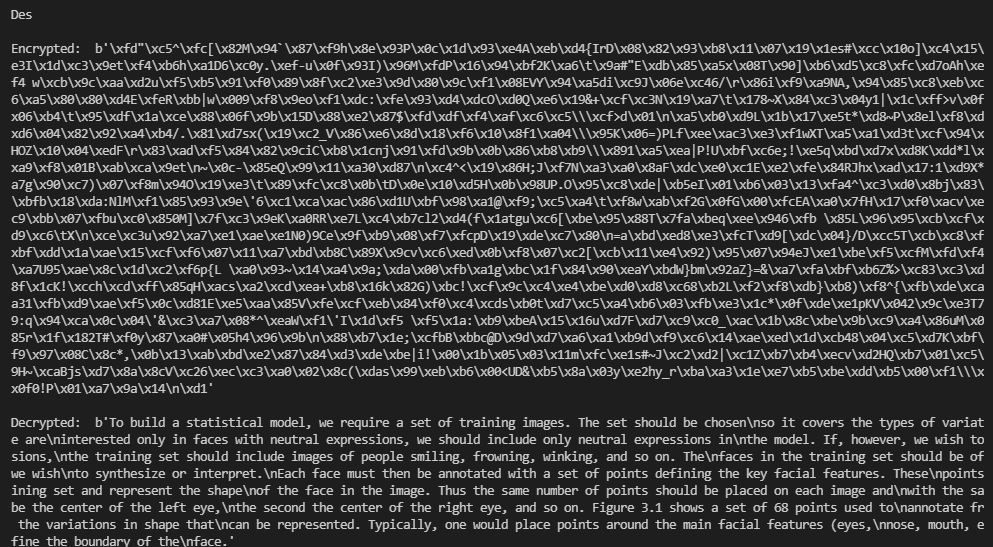 Des
Encrypted:  b'\xfd"\xc5^\xfc[\x82M\x94`\x87\xf9h\x8e\x93P\x0c\x1d\x93\xe4A\xeb\xd4{IrD\x08\x82\x93\xb8\x11\x07\x19\x1es#\xcc\x10o]\xc4\x15\
e3I\x1d\xc3\x9et\xf4\xb6h\xa1D6\xc0y.\xef-u\x0f\x93I)\x96M\xfdP\x16\x94\xbf2K\xa6\t\x9a#"E\xdb\x85\xa5x\x08T\x90]\xb6\xd5\xc8\xfc\xd7oAh\xe
f4 w\xcb\x9c\xaa\xd2u\xf5\xb5\x91\xf0\x89\x8f\xc2\xe3\x9d\x80\x9c\xf1\x08EVY\x94\xa5di\xc9J\x06e\xc46/\r\x86i\xf9\xa9NA,\x94\x85\xc8\xeb\xc
6\xa5\x80\x80\xd4E\xfeR\xbb|w\x009\xf8\x9eo\xf1\xdc:\xfe\x93\xd4\xdcO\xd0Q\xe6\x19&+\xcf\xc3N\x19\xa7\t\x178~X\x84\xc3\x04y1|\x1c\xff>v\x0f
x06\xb4\t\x95\xdf\x1a\xce\x88\x06f\x9b\x15D\x88\xe2\x87$\xfd\xdf\xf4\xaf\xc6\xc5\\\xcf>d\x01\n\xa5\xb0\xd9L\x1b\x17\xe5t*\xd8~P\x8el\xf8\xd
xd6\x04\x82\x92\xa4\xb4/.\x81\xd7sx(\x19\xc2_V\x86\xe6\x8d\x18\xf6\x10\x8f1\xa04\\\x95K\x06=)PLf\xee\xac3\xe3\xf1wXT\xa5\xa1\xd3t\xcf\x94\x
HOZ\x10\x04\xedF\r\x83\xad\xf5\x84\x82\x9ciC\xb8\x1cnj\x91\xfd\x9b\x0b\x86\xb8\xb9\\\x891\xa5\xea|P!U\xbf\xc6e;!\xe5q\xbd\xd7x\xd8K\xdd*l\x
xa9\xf8\x01B\xab\xca\x9et\n~\x0c-\x85eQ\x99\x11\xa30\xd87\n\xc4^<\x19\x86H;J\xf7N\xa3\xa0\x8aF\xdc\xe0\xc1E\xe2\xfe\x84RJhx\xad\x17:1\xd9X*
a7g\x90\xc7)\x07\xf8m\x94O\x19\xe3\t\x89\xfc\xc8\x0b\tD\x0e\x10\xd5H\x0b\x98UP.O\x95\xc8\xde|\xb5eI\x01\xb6\x03\x13\xfa4^\xc3\xd0\x8bj\x83\
\xbfb\x18\xda:NlM\xf1\x85\x93\x9e\'6\xc1\xca\xac\x86\xd1U\xbf\x98\xa1@\xf9;\xc5\xa4\t\xf8w\xab\xf2G\x0fG\x00\xfcEA\xa0\x7fH\x17\xf0\xacv\xe
c9\xbb\x07\xfbu\xc0\x850M]\x7f\xc3\x9eK\xa0RR\xe7L\xc4\xb7cl2\xd4(f\x1atgu\xc6[\xbe\x95\x88T\x7fa\xbeq\xee\x946\xfb \x85L\x96\x95\xcb\xcf\x
d9\xc6\tX\n\xce\xc3u\x92\xa7\xe1\xae\xe1N0)9Ce\x9f\xb9\x08\xf7\xfcpD\x19\xde\xc7\x80\n=a\xbd\xed8\xe3\xfcT\xd9[\xdc\x04}/D\xcc5T\xcb\xc8\xf
xbf\xdd\x1a\xae\x15\xcf\xf6\x07\x11\xa7\xbd\xb8C\x89X\x9cv\xc6\xed\x0b\xf8\x07\xc2[\xcb\x11\xe4\x92)\x95\x07\x94eJ\xe1\xbe\xf5\xcfM\xfd\xf4
\xa7U95\xae\x8c\x1d\xc2\xf6p{L \xa0\x93~\x14\xa4\x9a;\xda\x00\xfb\xa1g\xbc\x1f\x84\x90\xeaY\xbdW}bm\x92aZ}=&\xa7\xfa\xbf\xb6Z%>\xc83\xc3\xd
8f\x1cK!\xcch\xcd\xff\x85qH\xacs\xa2\xcd\xea+\xb8\x16k\x82G)\xbc!\xcf\x9c\xc4\xe4\xbe\xd0\xd8\xc68\xb2L\xf2\xf8\xdb}\xb8)\xf8^{\xfb\xde\xca
a31\xfb\xd9\xae\xf5\x0c\xd81E\xe5\xaa\x85V\xfe\xcf\xeb\x84\xf0\xc4\xcds\xb0t\xd7\xc5\xa4\xb6\x03\xfb\xe3\x1c*\x0f\xde\xe1pKV\x042\x9c\xe3T7
9:q\x94\xca\x0c\x04\'&\xc3\xa7\x08*^\xeaW\xf1\'I\x1d\xf5 \xf5\x1a:\xb9\xbeA\x15\x16u\xd7F\xd7\xc9\xc0_\xac\x1b\x8c\xbe\x9b\xc9\xa4\x86uM\x0
85r\x1f\x182T#\xf0y\x87\xa0#\x05h4\x96\x9b\n\x88\xb7\x1e;\xcfbB\xbbc@D\x9d\xd7\xa6\xa1\xb9d\xf9\xc6\x14\xae\xed\x1d\xcb48\x04\xc5\xd7K\xbf\
f9\x97\x08C\x8c*,\x0b\x13\xab\xbd\xe2\x87\x84\xd3\xde\xbe|i!\x00\x1b\x05\x03\x11m\xfc\xe1s#~J\xc2\xd2|\xc1Z\xb7\xb4\xecv\xd2HQ\xb7\x01\xc5\
9H~\xcaBjs\xd7\x8a\x8cV\xc26\xec\xc3\xa0\x02\x8c(\xdas\x99\xeb\xb6\x00<UD&\xb5\x8a\x03y\xe2hy_r\xba\xa3\x1e\xe7\xb5\xbe\xdd\xb5\x00\xf1\\\x
x0f0!P\x01\xa7\x9a\x14\n\xd1'
Decrypted:  b'To build a statistical model, we require a set of training images. The set should be chosen\nso it covers the types of variat
e are\ninterested only in faces with neutral expressions, we should include only neutral expressions in\nthe model. If, however, we wish to
sions,\nthe training set should include images of people smiling, frowning, winking, and so on. The\nfaces in the training set should be of
we wish\nto synthesize or interpret.\nEach face must then be annotated with a set of points defining the key facial features. These\npoints
ining set and represent the shape\nof the face in the image. Thus the same number of points should be placed on each image and\nwith the sa
be the center of the left eye,\nthe second the center of the right eye, and so on. Figure 3.1 shows a set of 68 points used to\nannotate fr
 the variations in shape that\ncan be represented. Typically, one would place points around the main facial features (eyes,\nnose, mouth, e
fine the boundary of the\nface.'